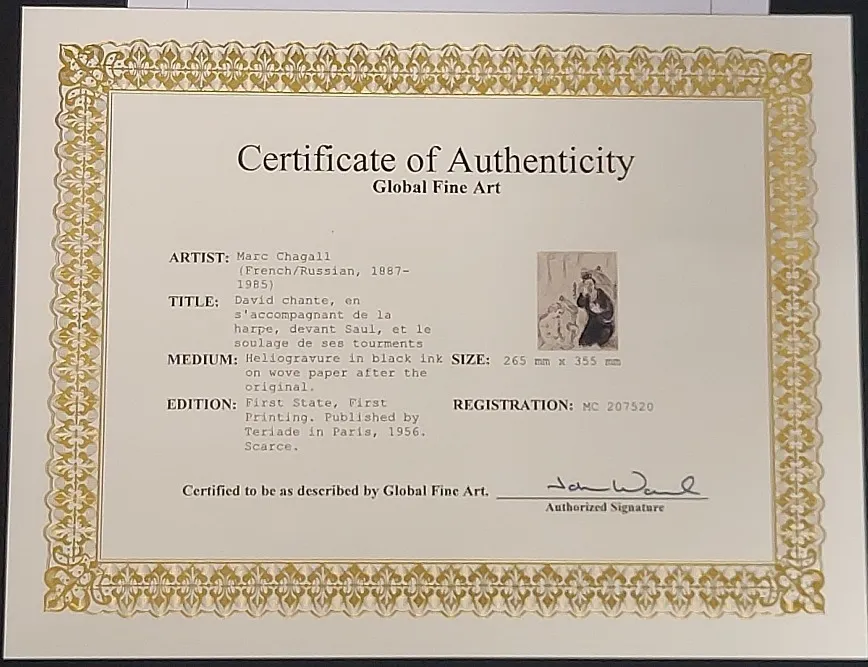 Certificate of Authenticity
Global Fine Art
ARTIST: Marc Chagall
(French/Russian, 1887-
1985)
TITLE: David chante, en
s'accompagnant de la
harpe, devant Saul, et le
soulage de ses tourments
MEDIUM: Heliogravure in black ink
on wove paper after the
original.
SIZE: 265 mm x 355 mm
EDITION: First State, First
Printing. Published by
Teriade in Paris, 1956.
Scarce.
REGISTRATION: MC 207520
Certified to be as described by Global Fine Art.
Authorized Signature